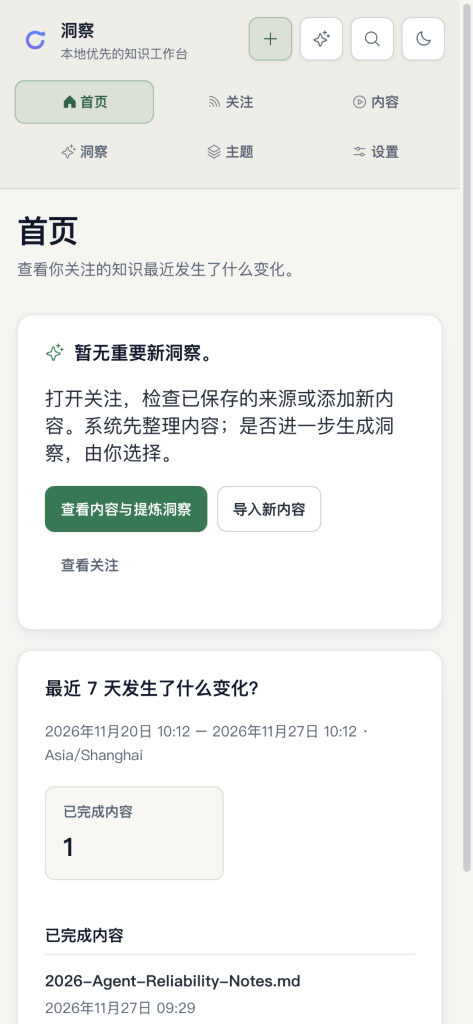 洞察
本地优先的知识工作台
首页
关注
内容
洞察
主题
设置
首页
查看你关注的知识最近发生了什么变化。
暂无重要新洞察。
打开关注，检查已保存的来源或添加新内
容。系统先整理内容；是否进一步生成洞
察，由你选择。
查看内容与提炼洞察
导入新内容
查看关注
最近 7 天发生了什么变化?
2026年11月20日 10:12 — 2026年11月27日 10:12 ·
Asia/Shanghai
已完成内容
1
已完成内容
2026-Agent-Reliability-Notes.md
2026年11月27日 09:29